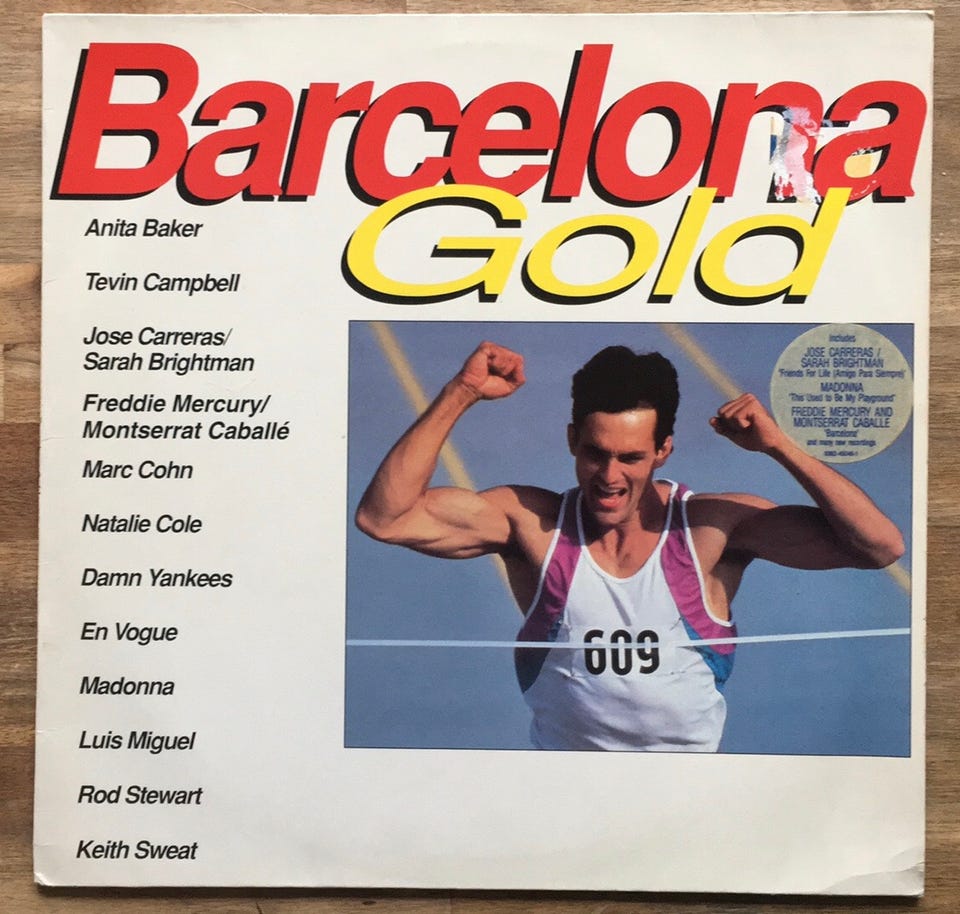 Barcelona
Gold
Anita Baker
Tevin Campbell
Jose Carreras/
Sarah Brightman
Freddie Mercury/
Montserrat Caballé
Marc Cohn
Natalie Cole
Damn Yankees
En Vogue
Madonna
Luis Miguel
Rod Stewart
Keith Sweat
Includes
JOSE CARRERAS /
SARAH BRIGHTMAN
"Friends For Life (Amigo Para Siempre)"
MADONNA
"This Used to Be My Playground"
FREDDIE MERCURY AND
MONTSERRAT CABALLE
"Barcelona"
and many new recordings
609